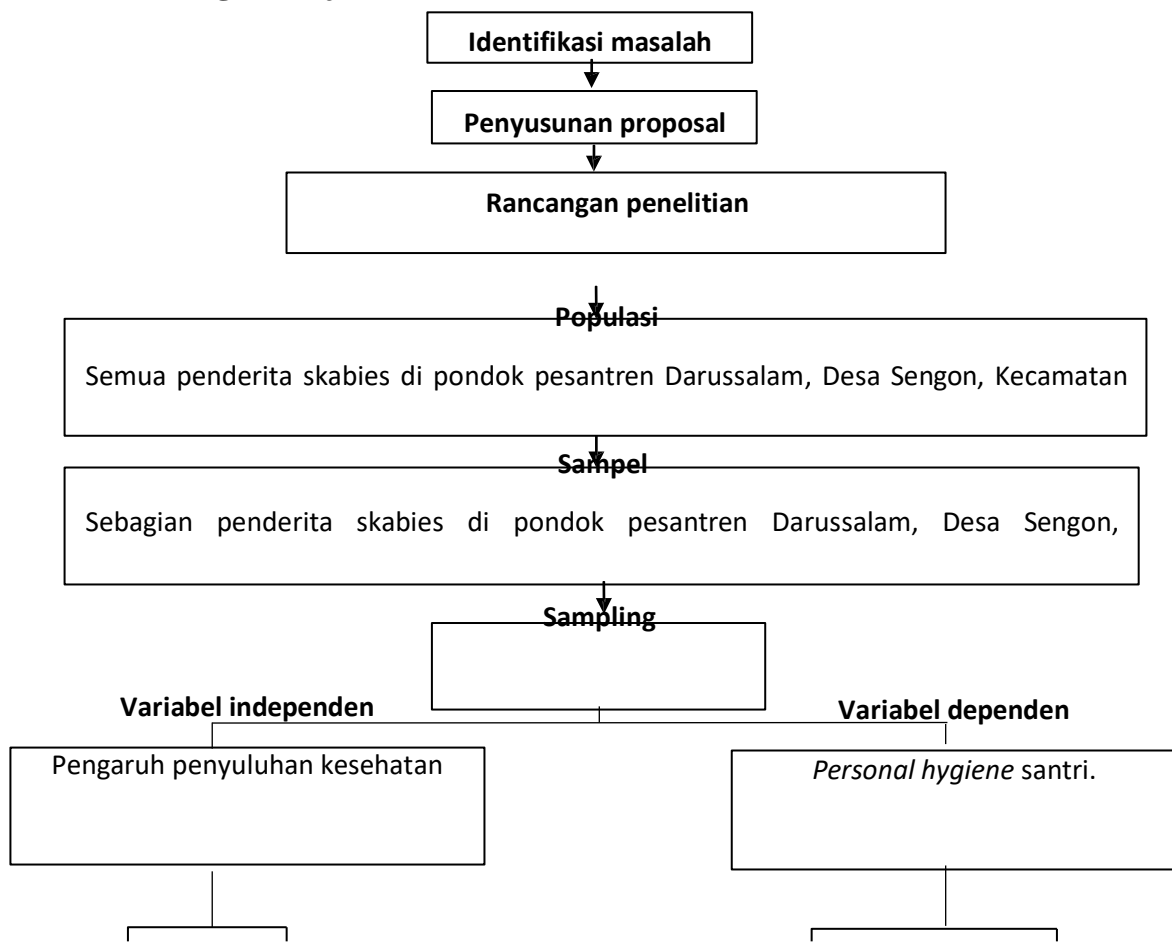 Identifikasi masalah
Penyusunan proposal
Rancangan penelitian
Populasi
Semua penderita skabies di pondok pesantren Darussalam, Desa Sengon, Kecamatan
Sampel
Sebagian penderita skabies di pondok pesantren Darussalam, Desa Sengon,
Sampling
Variabel independen
Variabel dependen
Pengaruh penyuluhan kesehatan
Personal hygiene santri.